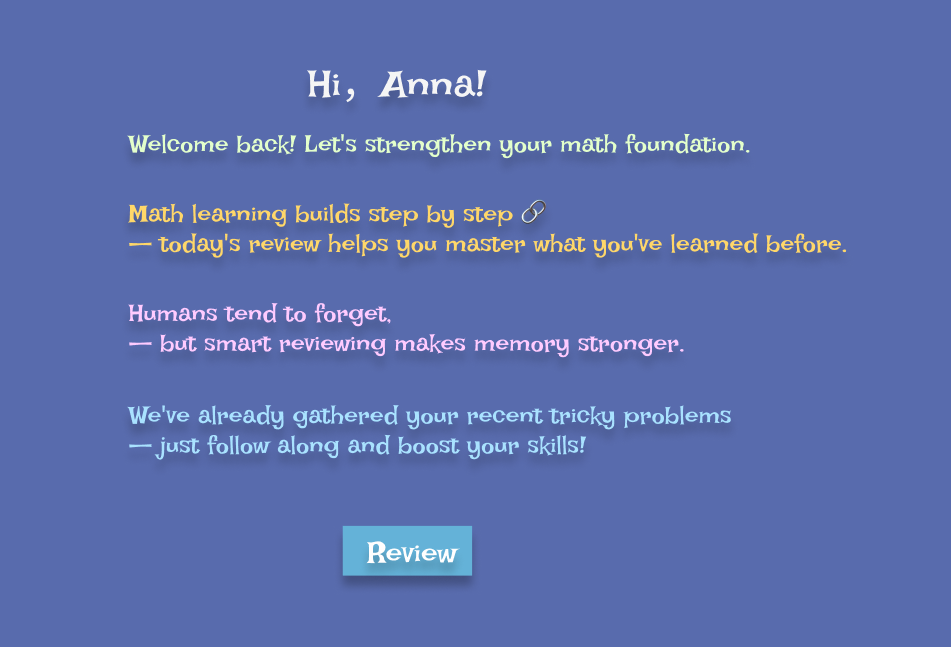 Hi, Anna!
Welcome back! Let's strengthen your math foundation.
Math learning builds step by step 🔗
— today's review helps you master what you've learned before.
Humans tend to forget,
— but smart reviewing makes memory stronger.
We've already gathered your recent tricky problems
— just follow along and boost your skills!
Review